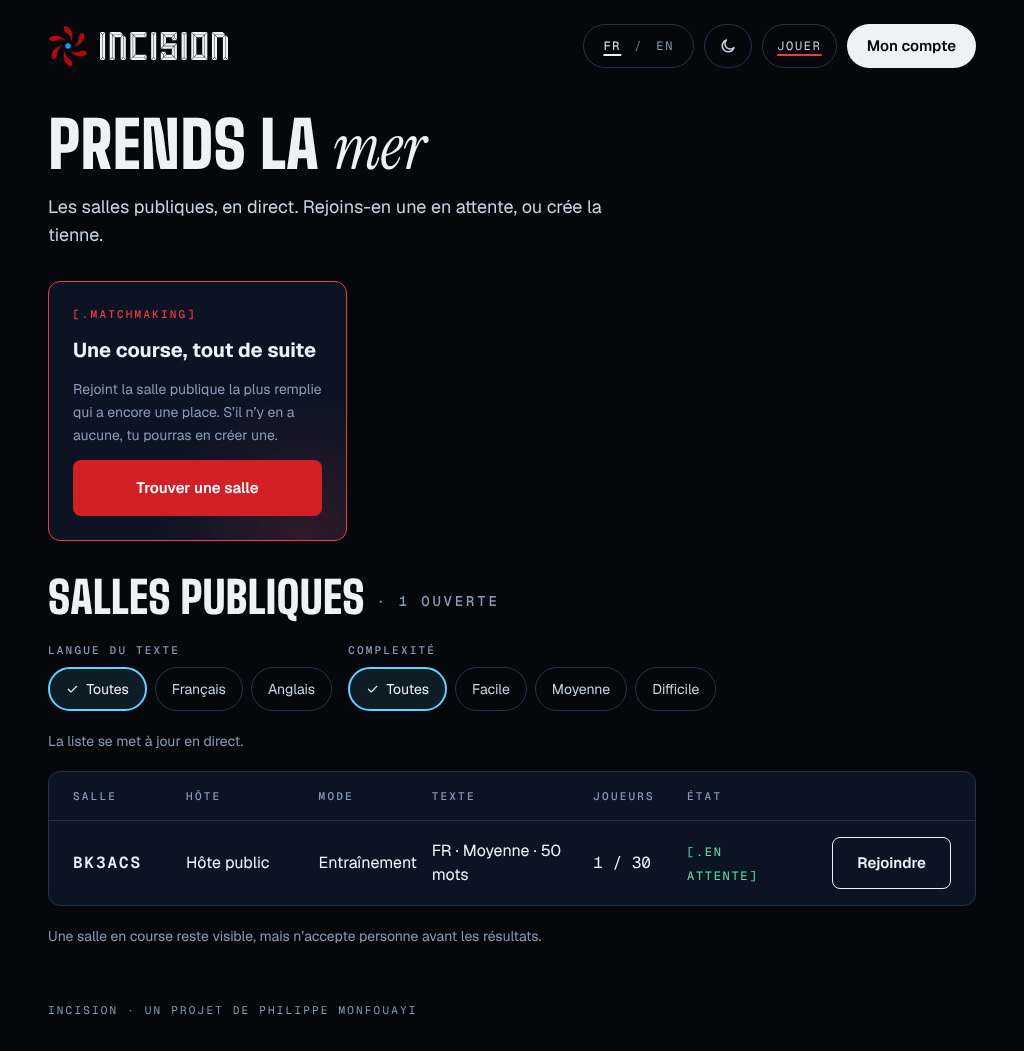 INCISION
FR / EN
JOUER
Mon compte
PRENDS LA mer
Les salles publiques, en direct. Rejoins-en une en attente, ou crée la
tienne.
[.MATCHMAKING]
Une course, tout de suite
Rejoint la salle publique la plus remplie
qui a encore une place. S’il n’y en a
aucune, tu pourras en créer une.
Trouver une salle
SALLES PUBLIQUES · 1 OUVERTE
LANGUE DU TEXTE
COMPLEXITÉ
✓ Toutes Français Anglais
✓ Toutes Facile Moyenne Difficile
La liste se met à jour en direct.
SALLE HÔTE MODE TEXTE JOUEURS ÉTAT
BK3ACS Hôte public Entraînement FR · Moyenne · 50
mots
1 / 30
[.EN
ATTENTE]
Rejoindre
Une salle en course reste visible, mais n’accepte personne avant les résultats.
INCISION · UN PROJET DE PHILIPPE MONFOUAYI